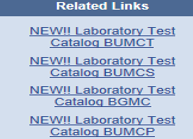 Related Links
NEW!! Laboratory Test
Catalog BUMCT
NEW!! Laboratory Test
Catalog BUMCS
NEW!! Laboratory Test
Catalog BGMC
NEW!! Laboratory Test
Catalog BUMCP